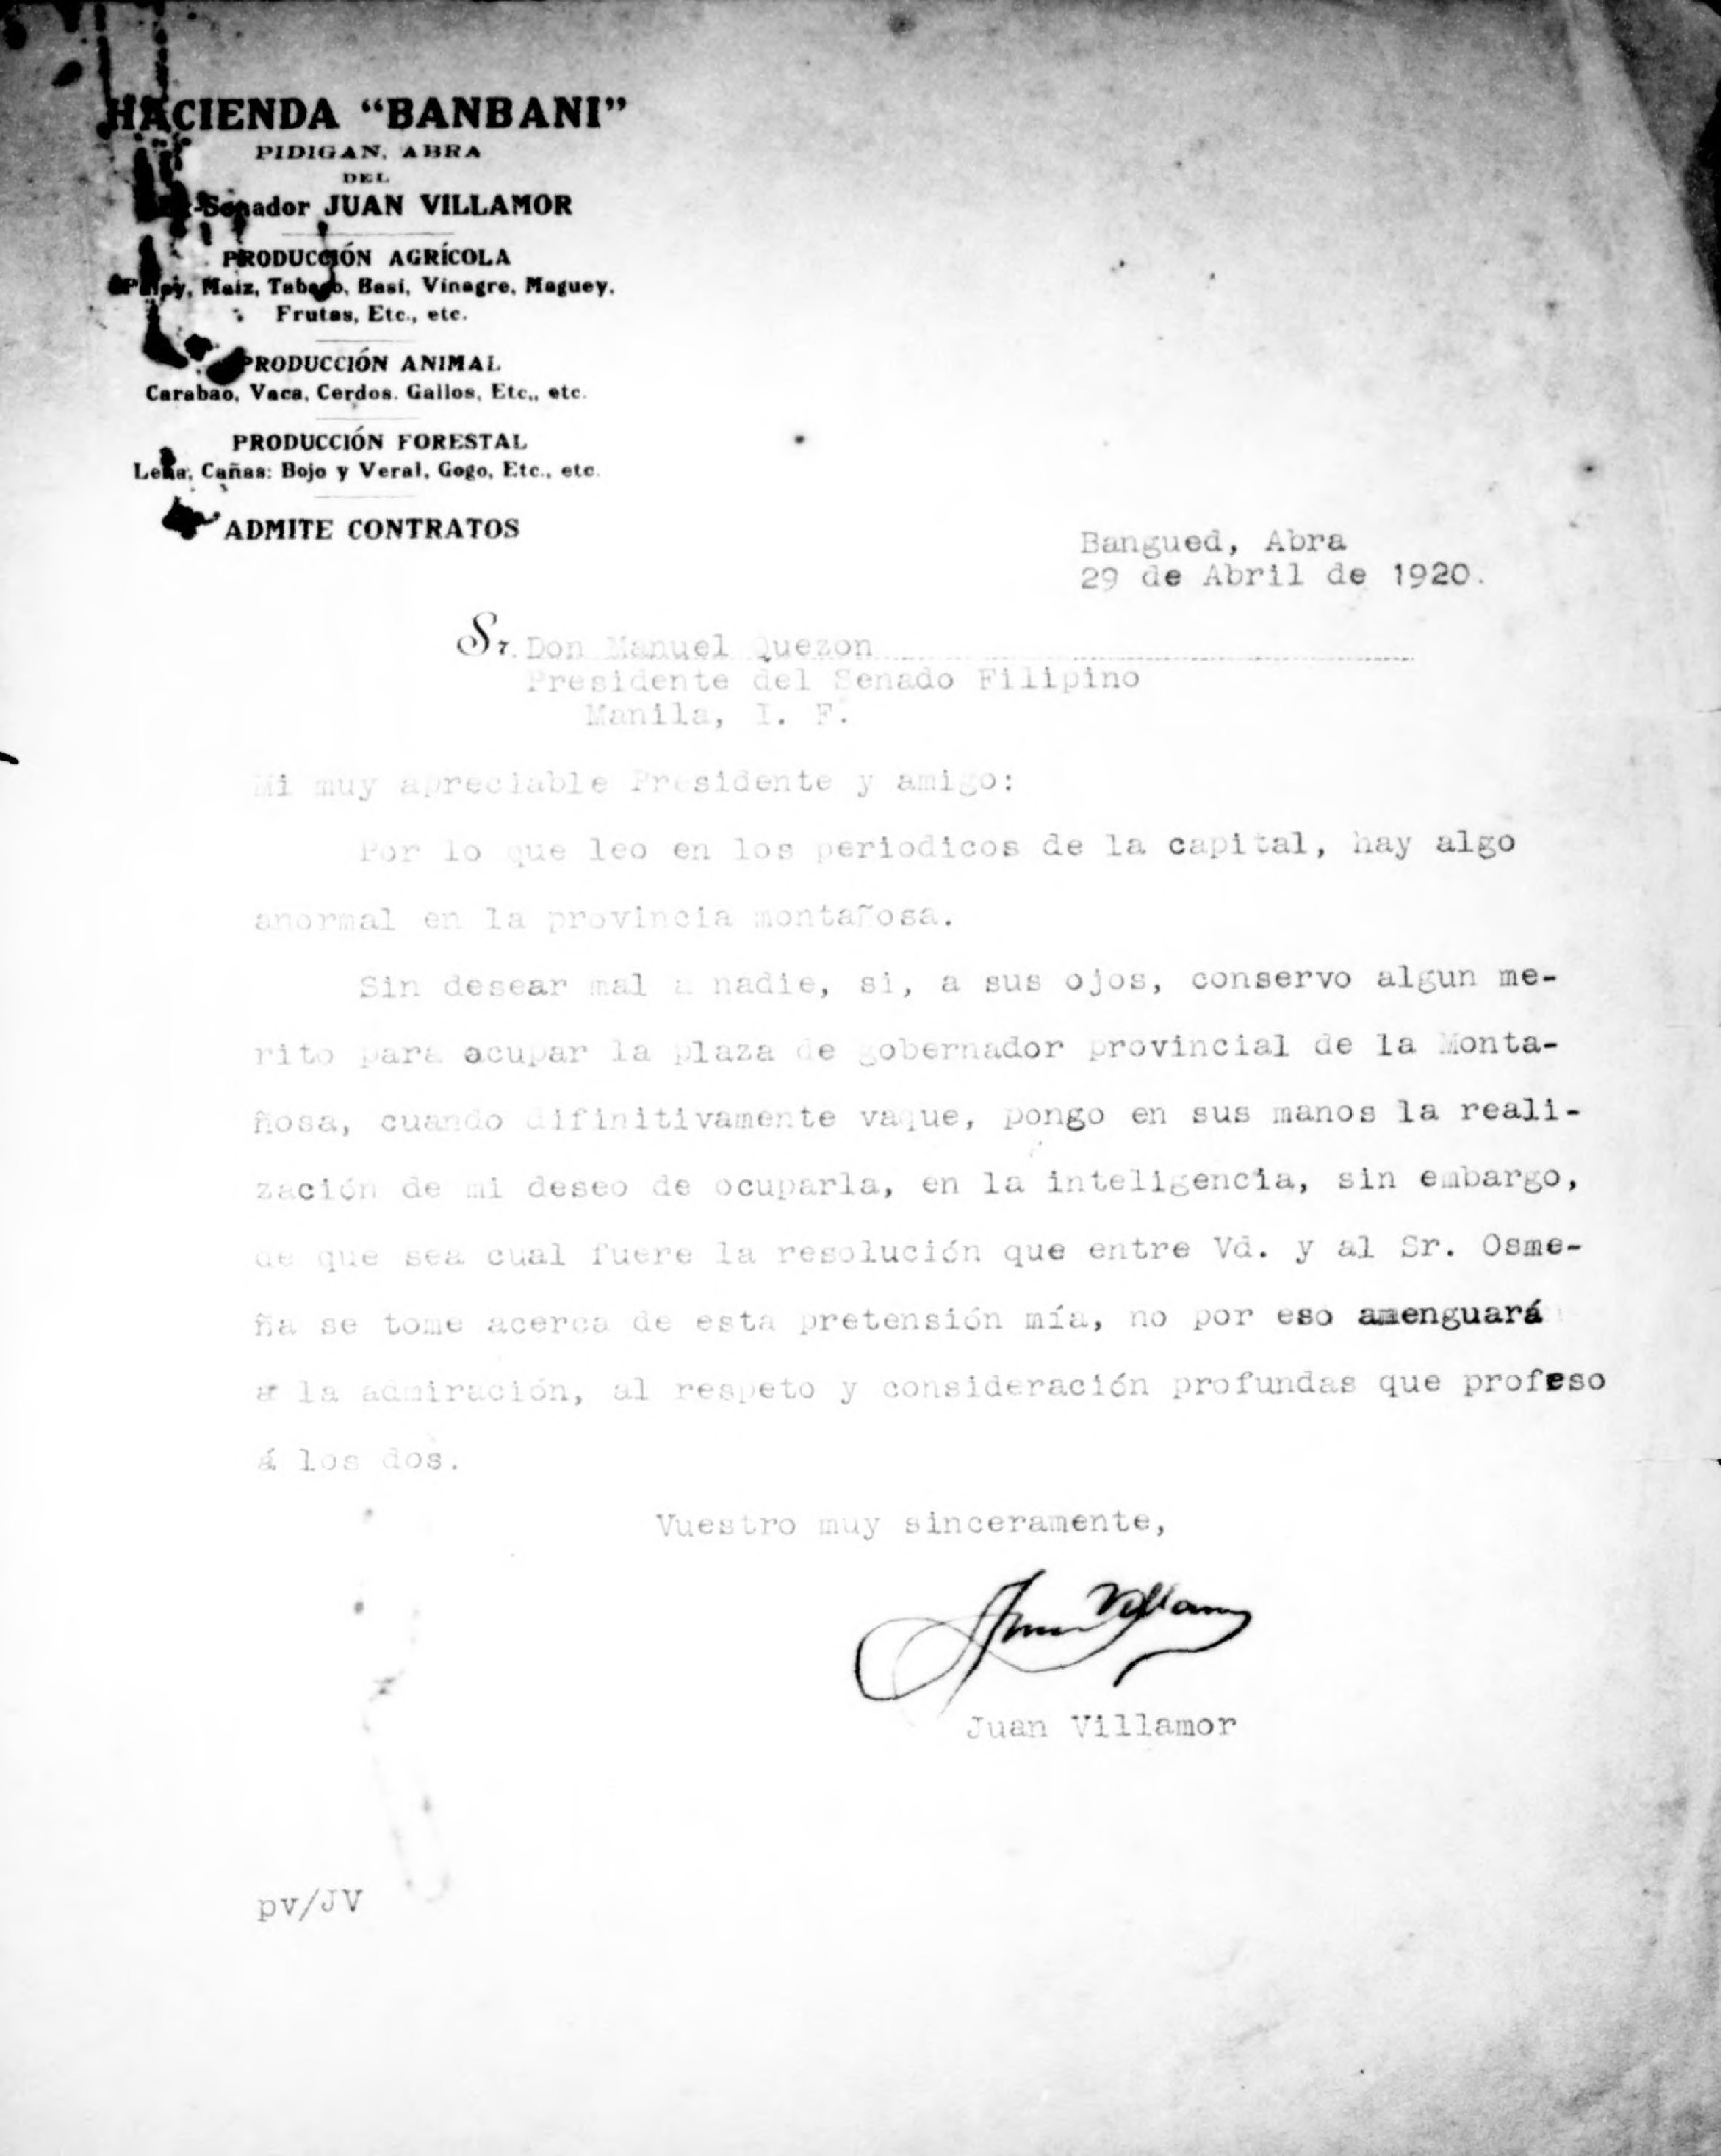 HACIENDA “BANBANI”
PIDIGAN, ABRA
DEL
Ex-Senador JUAN VILLAMOR
PRODUCCIÓN AGRÍCOLA
Palay, Maiz, Tabaco, Basi, Vinagre, Maguey,
Frutas, Etc., etc.
PRODUCCIÓN ANIMAL
Carabao, Vaca, Cerdos. Gallos, Etc,, etc.
PRODUCCIÓN FORESTAL
Leña, Cañas: Bojo y Veral, Gogo, Etc., etc.
ADMITE CONTRATOS
Bangued, Abra
29 de Abril de 1920.
Sr. Don Manuel Quezon
Presidente del Senado Filipino
Manila, I. F.
Mi muy apreciable Presidente y amigo:
Por lo que leo en los periodicos de la capital, hay algo
anormal en la provincia montañosa.
Sin desear mal a nadie, si, a sus ojos, conservo algun me-
rito para ocupar la plaza de gobernador provincial de la Monta-
ñosa, cuando difinitivamente vaque, pongo en sus manos la reali-
zación de mi deseo de ocuparla, en la inteligencia, sin embargo,
de que sea cual fuere la resolución que entre Vd. y al Sr. Osme-
ña se tome acerca de esta pretensión mía, no por eso amenguará
a la admiración, al respeto y consideración profundas que profeso
á los dos.
Vuestro muy sinceramente,
Juan Villamor
Juan Villamor
pv/JV